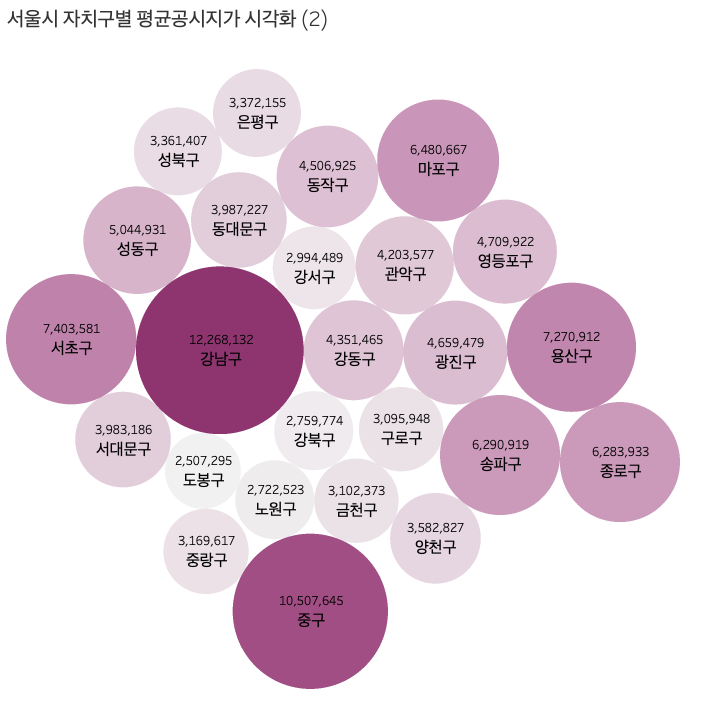 서울시 자치구별 평균공시지가 시각화 (2)
3,372,155
은평구
3,361,407
성북구
4,506,925
동작구
6,480,667
마포구
3,987,227
동대문구
5,044,931
성동구
2,994,489
강서구
4,203,577
관악구
4,709,922
영등포구
7,403,581
서초구
12,268,132
강남구
4,351,465
강동구
4,659,479
광진구
7,270,912
용산구
3,983,186
서대문구
2,759,774
강북구
3,095,948
구로구
6,290,919
송파구
6,283,933
종로구
2,507,295
도봉구
2,722,523
노원구
3,102,373
금천구
3,582,827
양천구
3,169,617
중랑구
10,507,645
중구